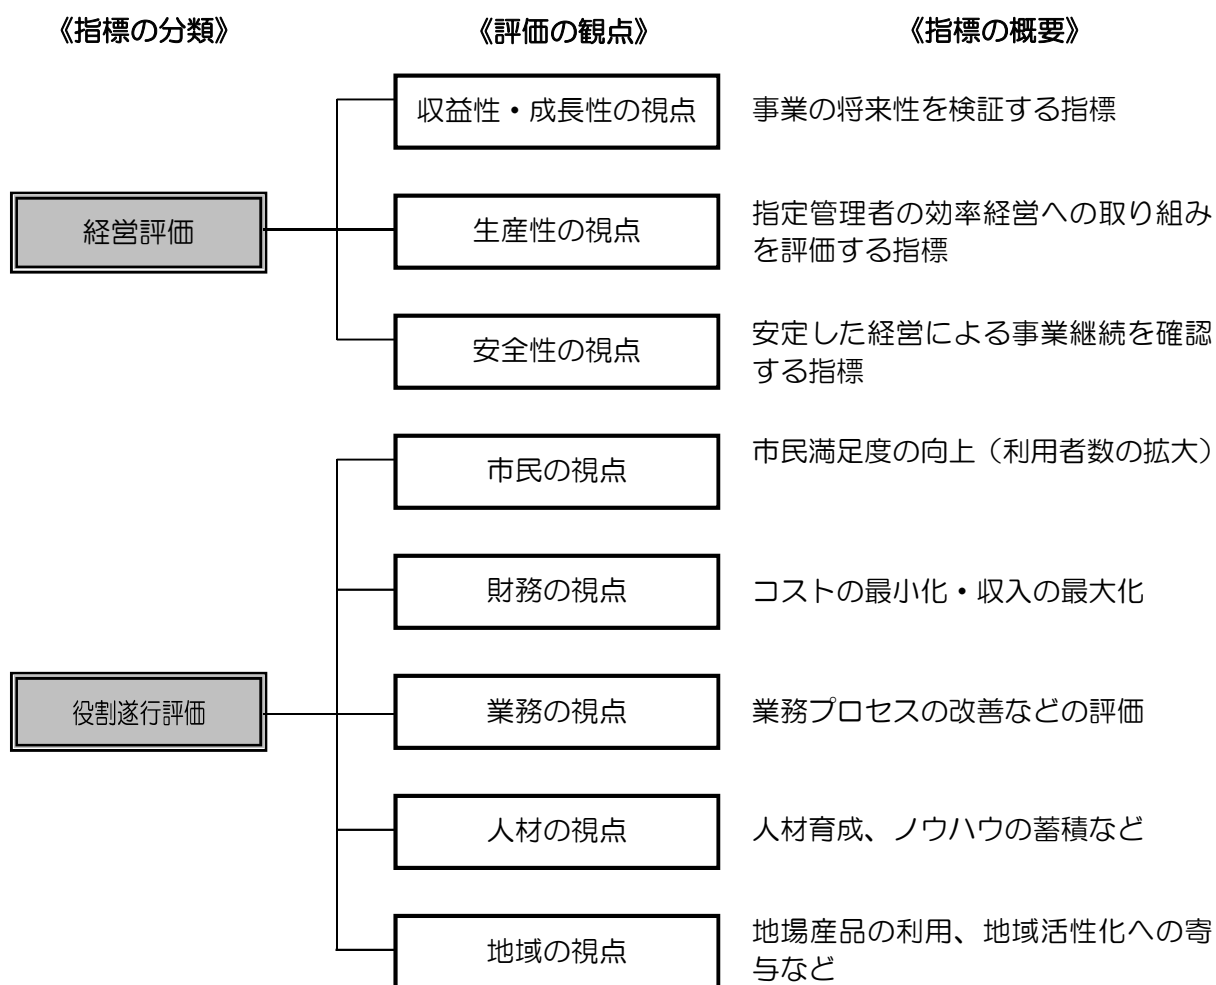 《指標の分類》 《評価の観点》 《指標の概要》
収益性・成長性の視点 事業の将来性を検証する指標
経営評価
生産性の視点
指定管理者の効率経営への取り組み
を評価する指標
安全性の視点
安定した経営による事業継続を確認
する指標
市民の視点 市民満足度の向上（利用者数の拡大）
財務の視点 コストの最小化・収入の最大化
役割遂行評価
業務の視点 業務プロセスの改善などの評価
人材の視点 人材育成、ノウハウの蓄積など
地域の視点
地場産品の利用、地域活性化への寄
与など